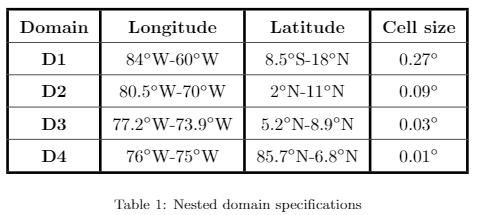 Domain Longitude Latitude Cell size
D1 84°W-60°W 8.5°S-18°N 0.27°
D2 80.5°W-70°W 2°N-11°N 0.09°
D3 77.2°W-73.9°W 5.2°N-8.9°N 0.03°
D4 76°W-75°W 85.7°N-6.8°N 0.01°
Table 1: Nested domain specifications